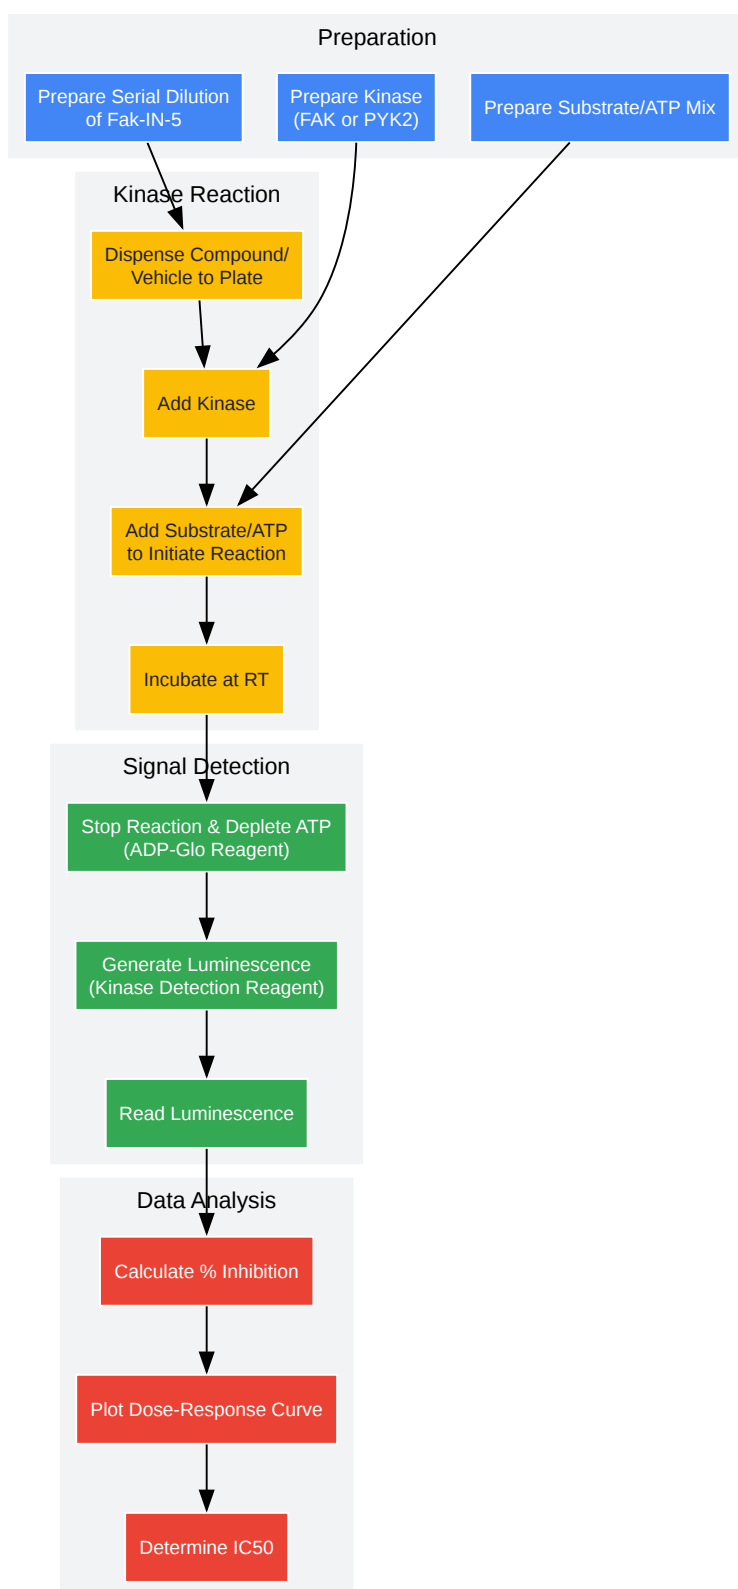 Preparation
Prepare Serial Dilution
of Fak-IN-5
Prepare Kinase
(FAK or PYK2)
Prepare Substrate/ATP Mix
Kinase Reaction
Dispense Compound/
Vehicle to Plate
Add Kinase
Add Substrate/ATP
to Initiate Reaction
Incubate at RT
Signal Detection
Stop Reaction & Deplete ATP
(ADP-Glo Reagent)
Generate Luminescence
(Kinase Detection Reagent)
Read Luminescence
Data Analysis
Calculate % Inhibition
Plot Dose-Response Curve
Determine IC50